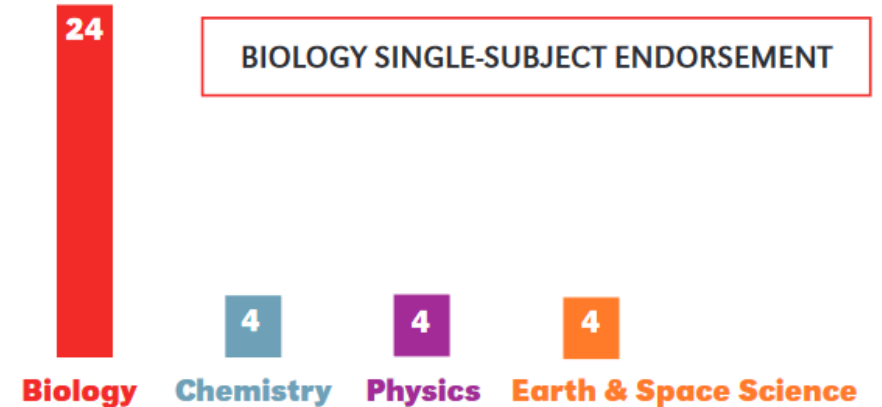 24
BIOLOGY SINGLE-SUBJECT ENDORSEMENT
4
4
4
Biology
Chemistry
Physics
Earth & Space Science